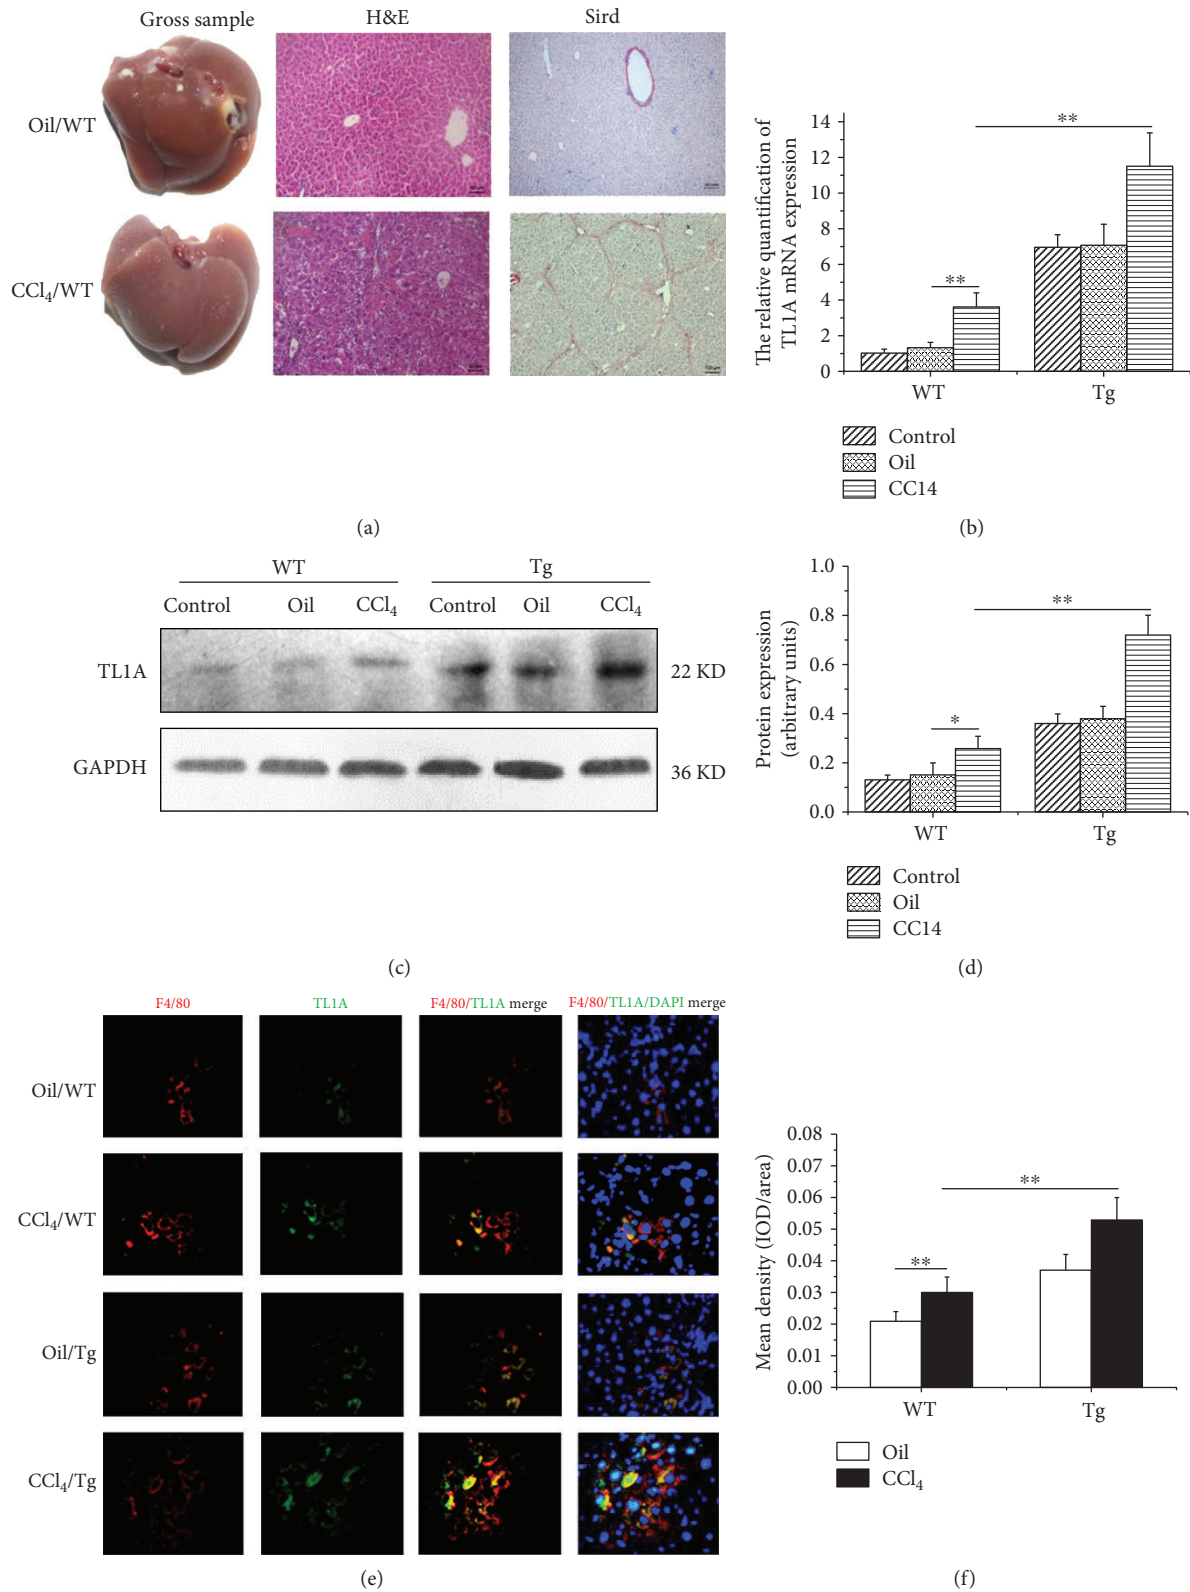 Gross sample H&E Sird
Oil/WT
CCl₄/WT
(a)
The relative quantification of
TL1A mRNA expression
14
12
10
8
6
4
2
0
**
**
WT Tg
Control
Oil
CC14
(b)
WT Tg
Control Oil CCl₄ Control Oil CCl₄
TL1A 22 KD
GAPDH 36 KD
(c)
Protein expression
(arbitrary units)
1.0
0.8
0.6
0.4
0.2
0.0
**
*
WT Tg
Control
Oil
CC14
(d)
F4/80 TL1A F4/80/TL1A merge F4/80/TL1A/DAPI merge
Oil/WT
CCl₄/WT
Oil/Tg
CCl₄/Tg
(e)
Mean density (IOD/area)
0.08
0.07
0.06
0.05
0.04
0.03
0.02
0.01
0.00
**
**
WT Tg
Oil
CCl₄
(f)